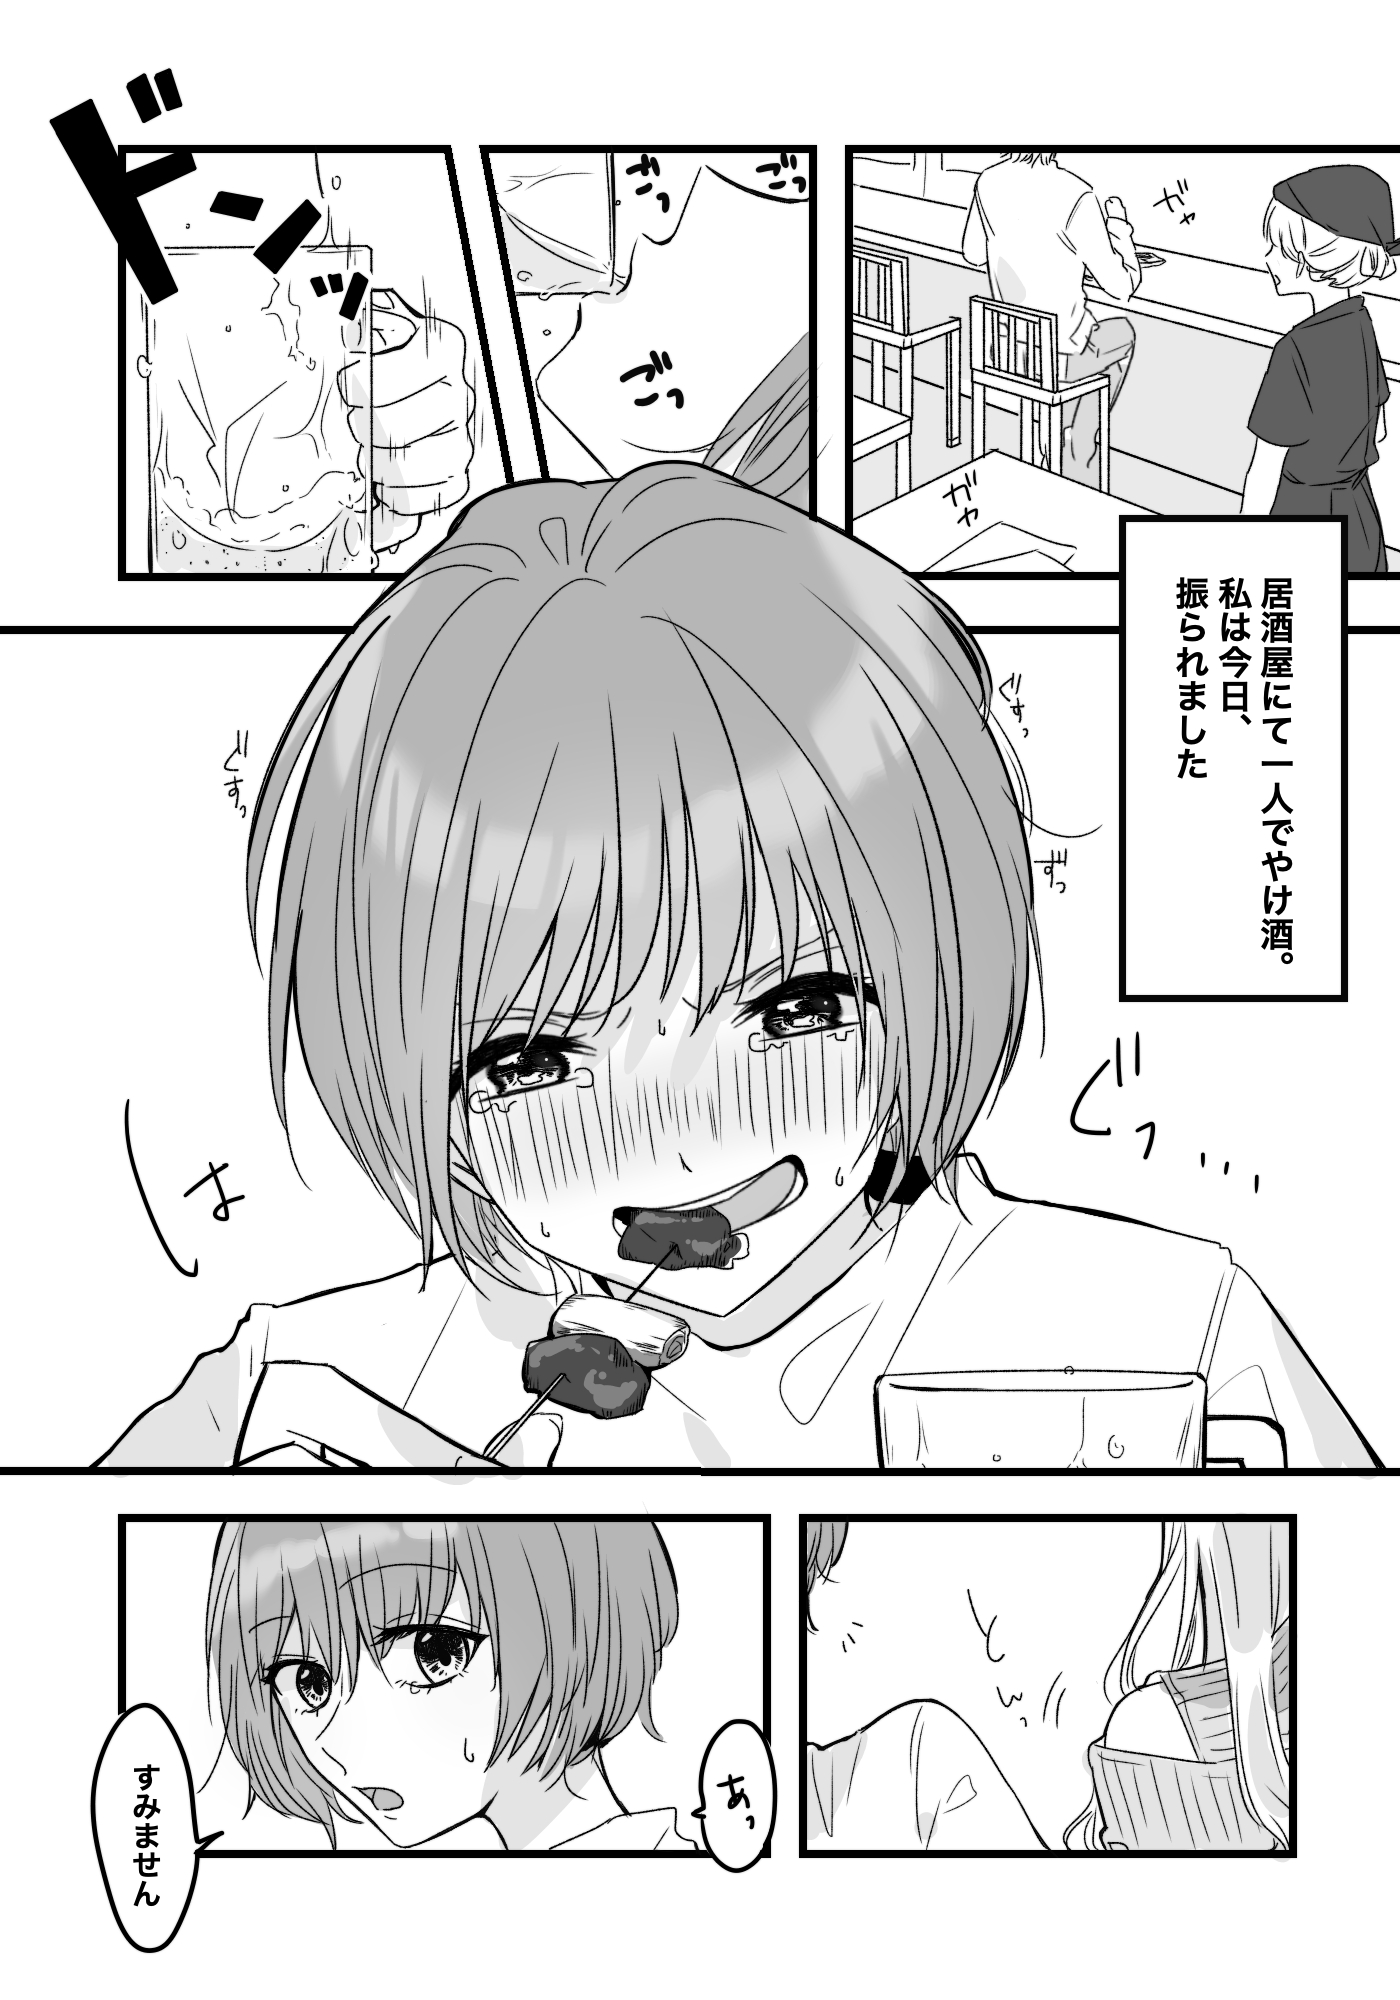 ガヤ
ガヤ
居酒屋にて一人でやけ酒。
私は今日、
振られました
ごっ
ごっ
ごっ
ドンッ
ぐすっ
ずっ
ぐすっ
ぐっ…
は
とん
あっ
すみません